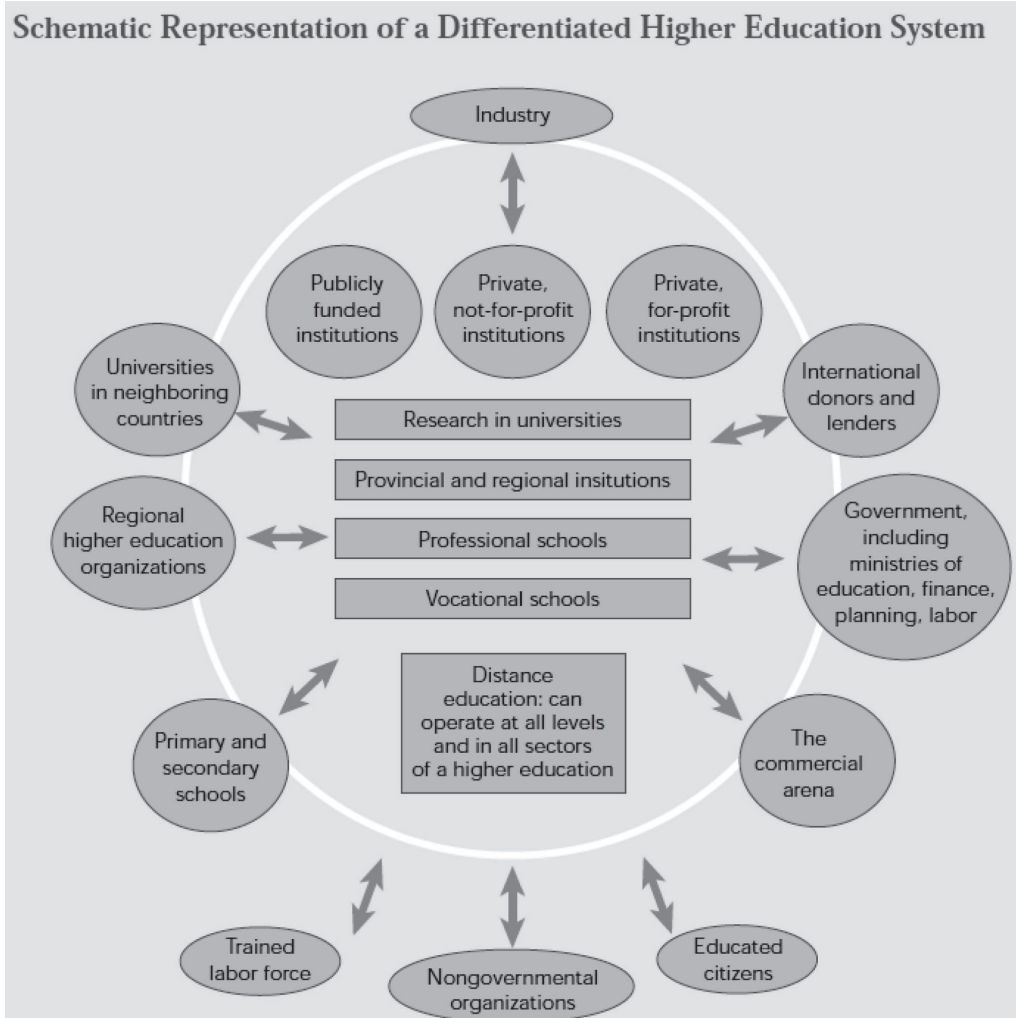 Schematic Representation of a Differentiated Higher Education System
Industry
Publicly
funded
institutions
Private,
not-for-profit
institutions
Private,
for-profit
institutions
Universities
in neighboring
countries
International
donors and
lenders
Research in universities
Provincial and regional insitutions
Regional
higher education
organizations
Professional schools
Government,
including
ministries of
education, finance,
planning, labor
Vocational schools
Primary and
secondary
schools
Distance
education: can
operate at all levels
and in all sectors
of a higher education
The
commercial
arena
Trained
labor force
Nongovernmental
organizations
Educated
citizens